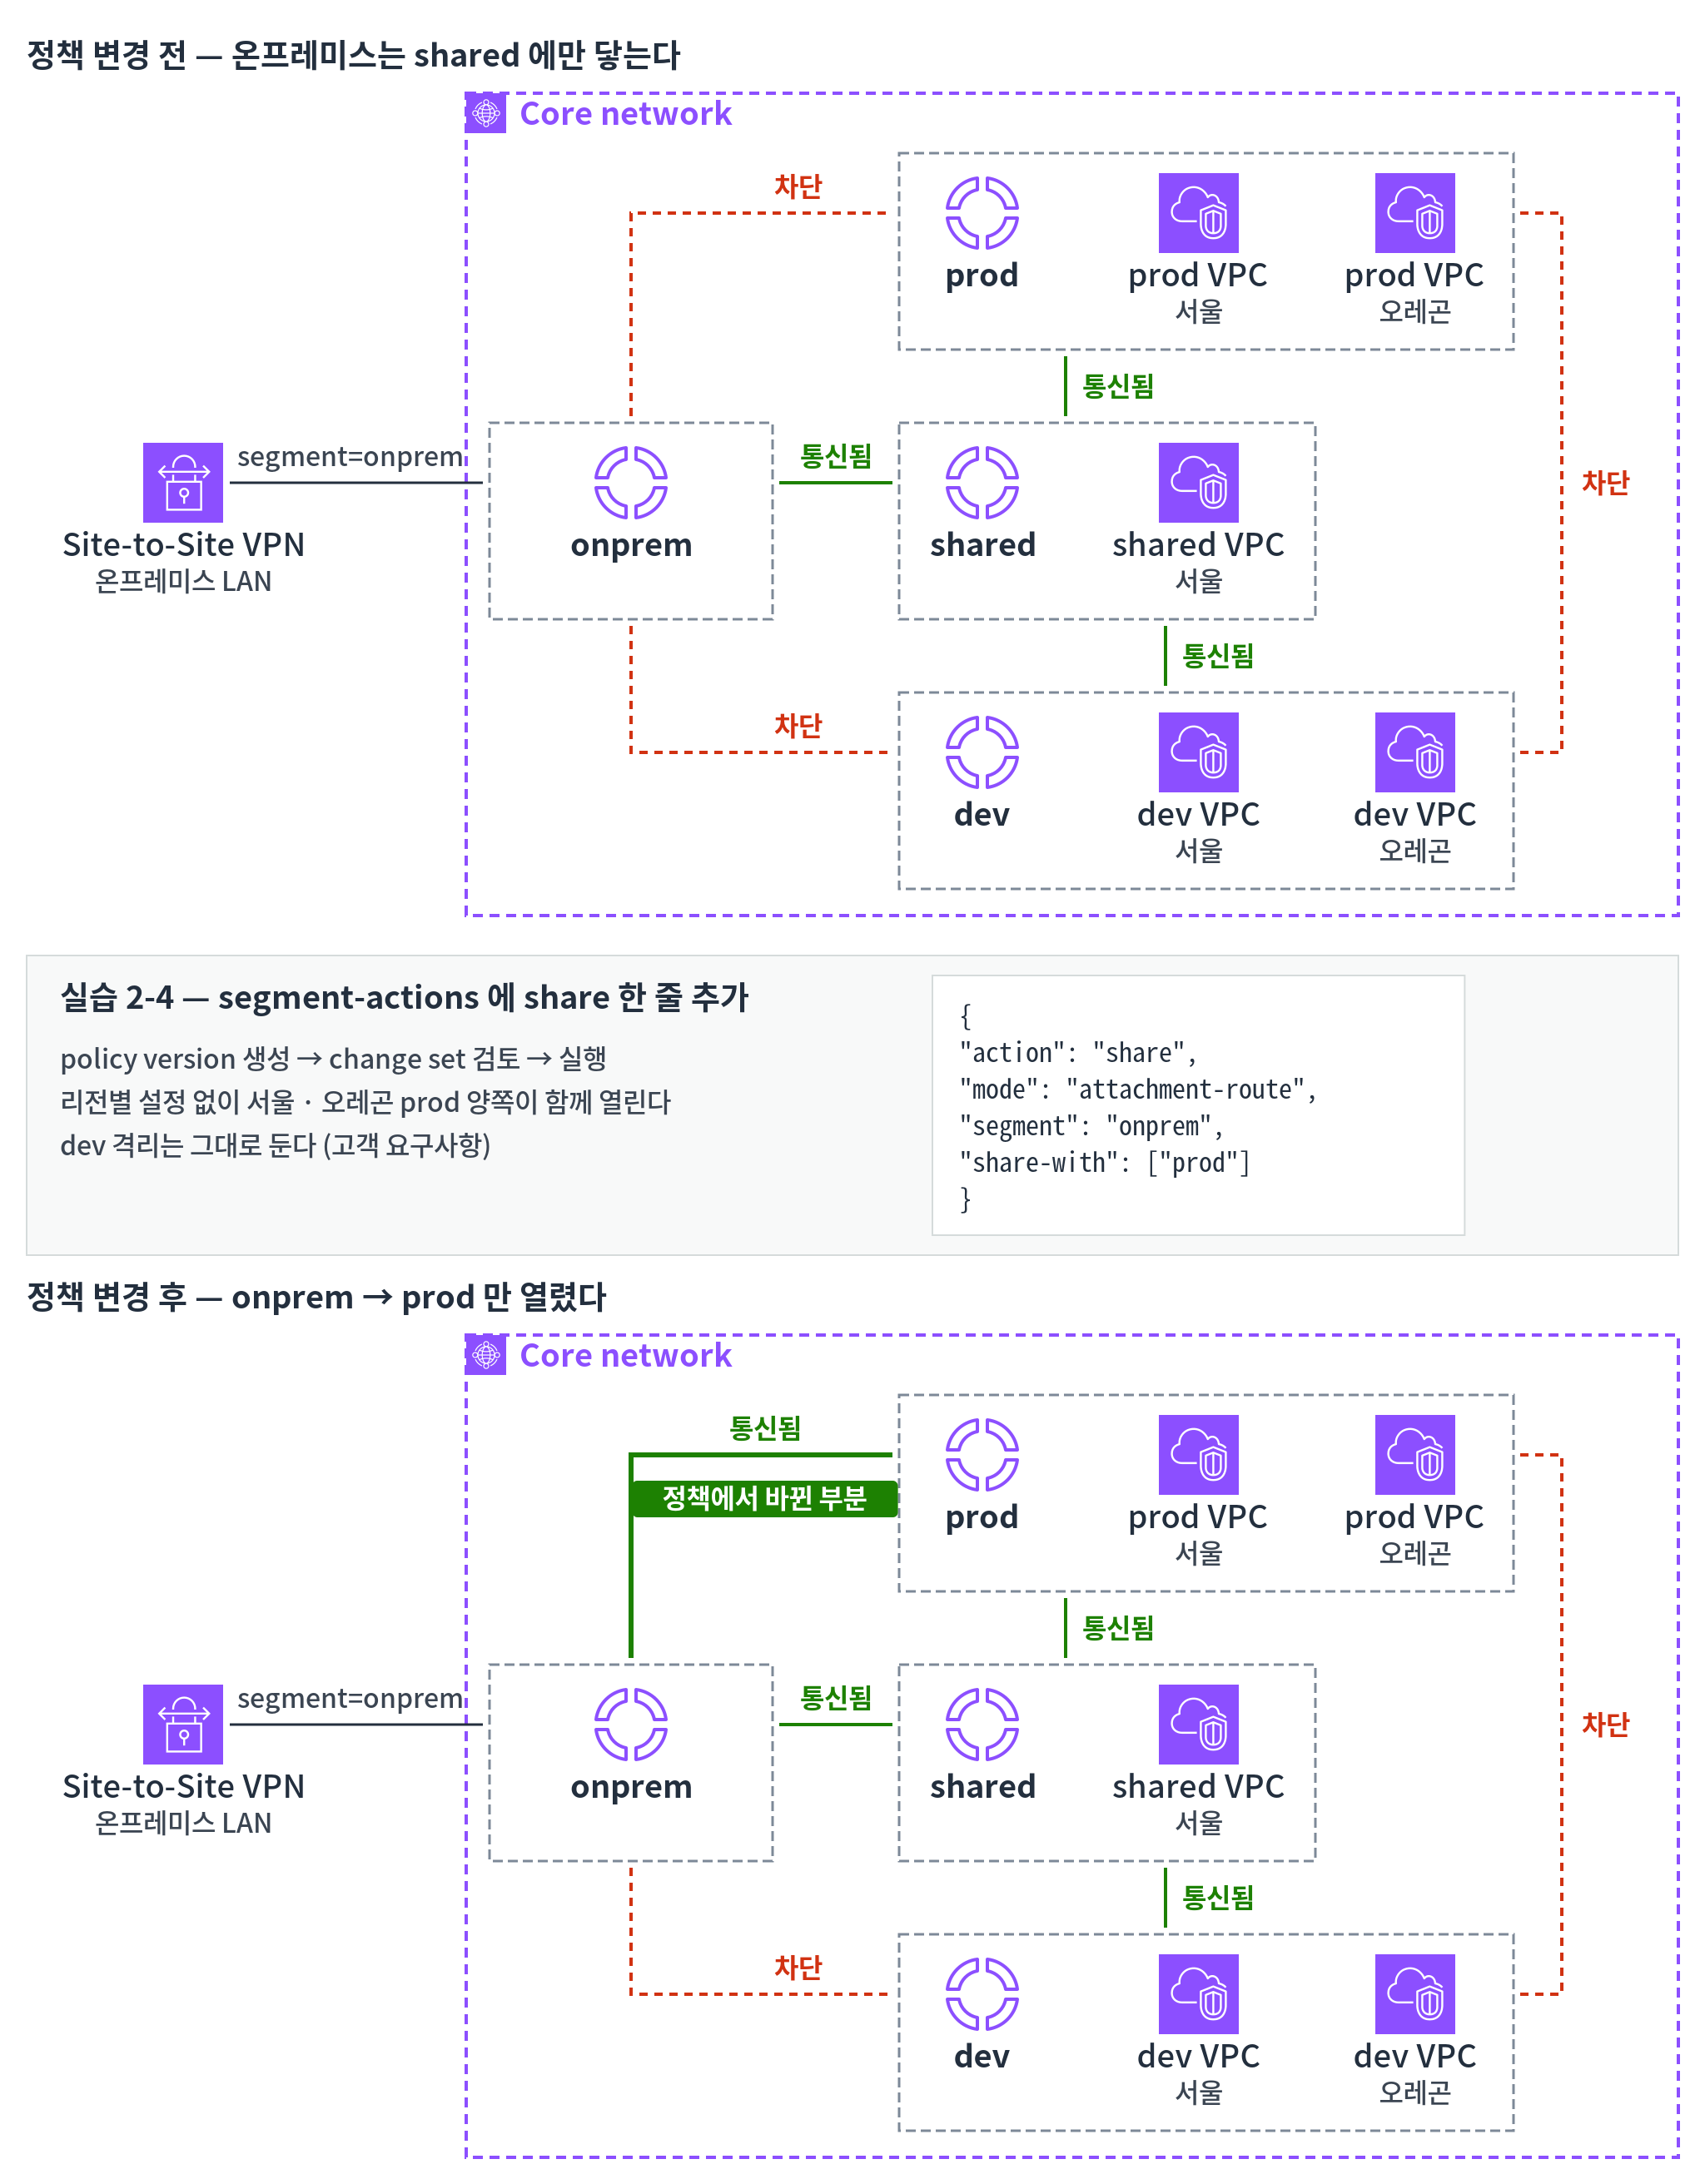 정책 변경 전 — 온프레미스는 shared 에만 닿는다
Core network
차단
prod
prod VPC
서울
prod VPC
오레곤
통신됨
segment=onprem
Site-to-Site VPN
온프레미스 LAN
onprem
통신됨
shared
shared VPC
서울
차단
통신됨
차단
dev
dev VPC
서울
dev VPC
오레곤
실습 2-4 — segment-actions 에 share 한 줄 추가
policy version 생성 → change set 검토 → 실행
리전별 설정 없이 서울 · 오레곤 prod 양쪽이 함께 열린다
dev 격리는 그대로 둔다 (고객 요구사항)
{
"action": "share",
"mode": "attachment-route",
"segment": "onprem",
"share-with": ["prod"]
}
정책 변경 후 — onprem → prod 만 열렸다
Core network
통신됨
정책에서 바뀐 부분
prod
prod VPC
서울
prod VPC
오레곤
통신됨
segment=onprem
Site-to-Site VPN
온프레미스 LAN
onprem
통신됨
shared
shared VPC
서울
차단
통신됨
차단
dev
dev VPC
서울
dev VPC
오레곤